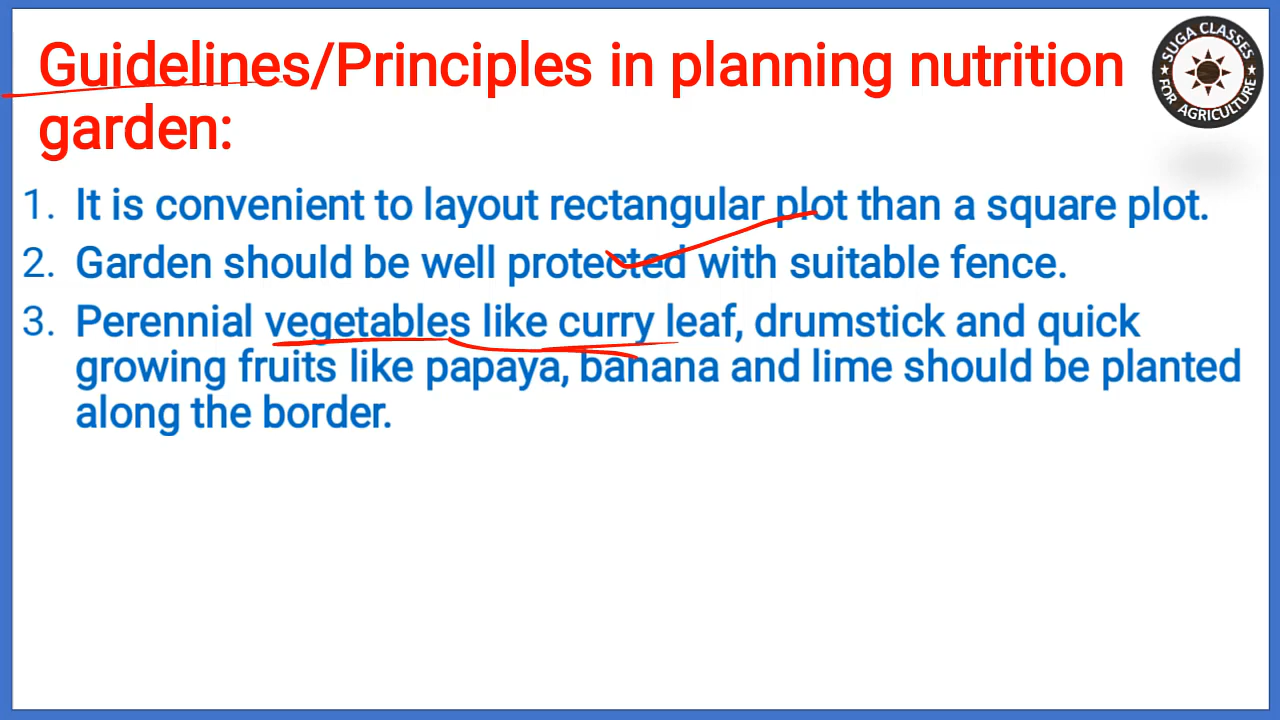 Guidelines/Principles in planning nutrition
garden:
SUGA CLASSES
FOR AGRICULTURE
1. It is convenient to layout rectangular plot than a square plot.
2. Garden should be well protected with suitable fence.
3. Perennial vegetables like curry leaf, drumstick and quick
growing fruits like papaya, banana and lime should be planted
along the border.